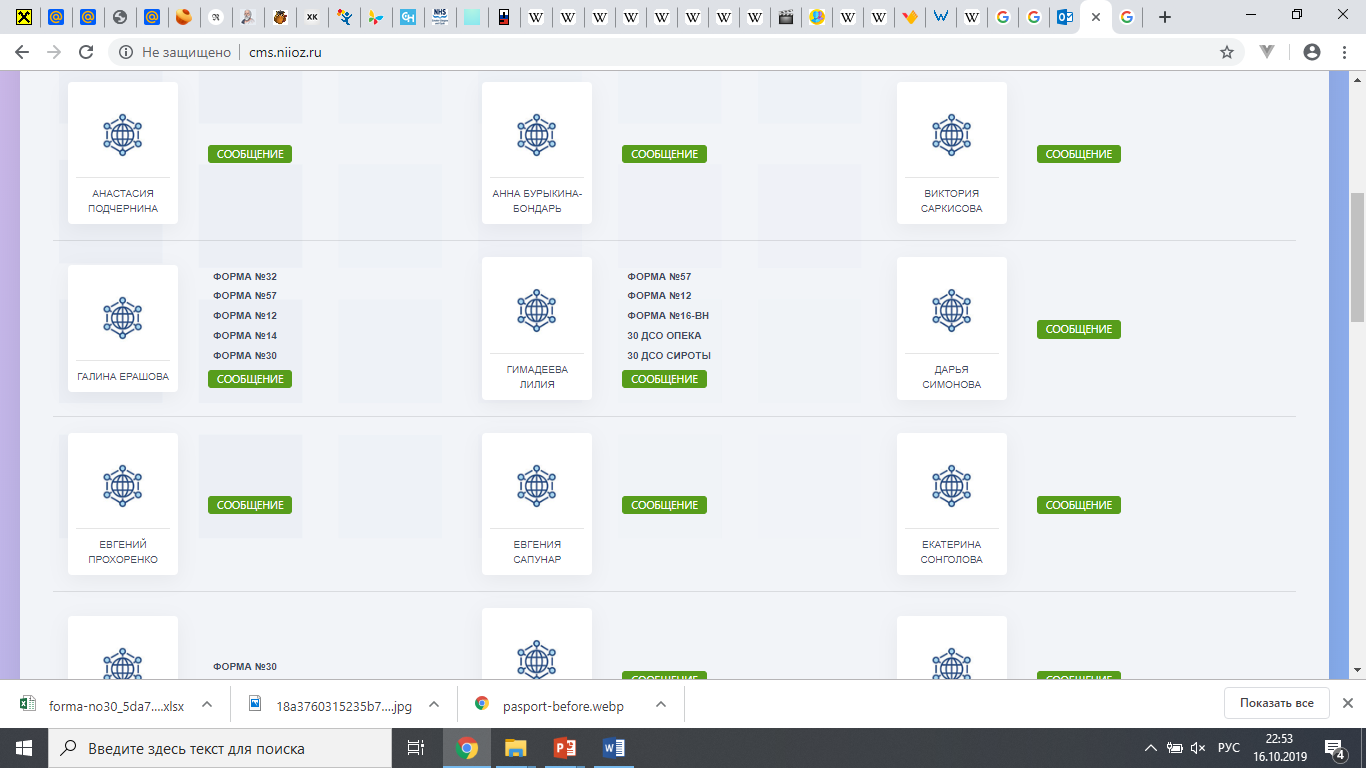 Не защищено
cms.niioz.ru
СООБЩЕНИЕ
СООБЩЕНИЕ
СООБЩЕНИЕ
АНАСТАСИЯ
ПОДЧЕРНИНА
АННА БУРЫКИНА-
БОНДАРЬ
ВИКТОРИЯ
САРКИСОВА
ФОРМА №32
ФОРМА №57
ФОРМА №12
ФОРМА №14
ФОРМА №30
СООБЩЕНИЕ
ГАЛИНА ЕРАШОВА
ФОРМА №57
ФОРМА №12
ФОРМА №16-ВН
30 ДСО ОПЕКА
30 ДСО СИРОТЫ
СООБЩЕНИЕ
ГИМАДЕЕВА
ЛИЛИЯ
СООБЩЕНИЕ
ДАРЬЯ
СИМОНОВА
СООБЩЕНИЕ
СООБЩЕНИЕ
СООБЩЕНИЕ
ЕВГЕНИЙ
ПРОХОРЕНКО
ЕВГЕНИЯ
САПУНАР
ЕКАТЕРИНА
СОНГОЛОВА
ФОРМА №30
СООБЩЕНИЕ
СООБЩЕНИЕ
forma-no30_5da7....xlsx
18a3760315235b7....jpg
pasport-before.webp
Показать все
Введите здесь текст для поиска
РУС
22:53
16.10.2019
4